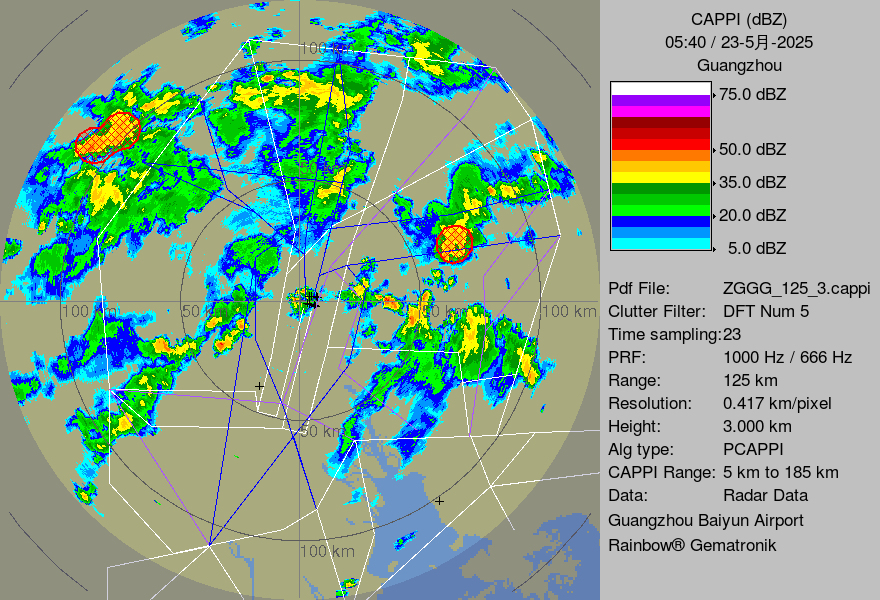 CAPPI (dBZ)
05:40 / 23-5月-2025
Guangzhou
75.0 dBZ
50.0 dBZ
35.0 dBZ
20.0 dBZ
5.0 dBZ
Pdf File: ZGGG_125_3.cappi
Clutter Filter: DFT Num 5
Time sampling:23
PRF: 1000 Hz / 666 Hz
Range: 125 km
Resolution: 0.417 km/pixel
Height: 3.000 km
Alg type: PCAPPI
CAPPI Range: 5 km to 185 km
Data: Radar Data
Guangzhou Baiyun Airport
Rainbow® Gematronik
100 km
100 km
50 km
50 km
100 km
50 km
100 km